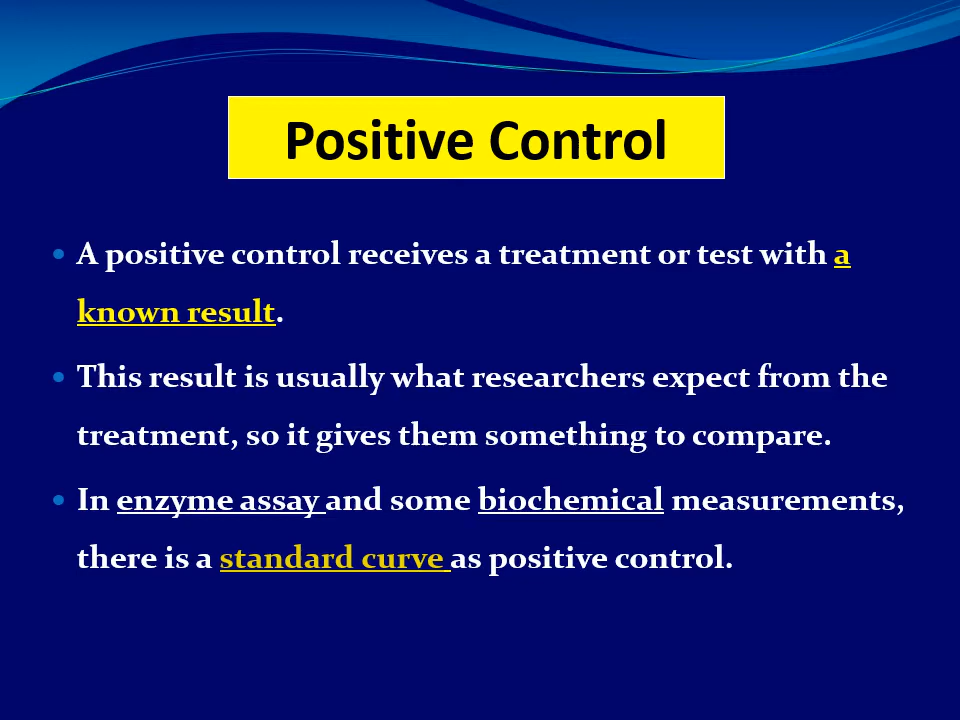 Positive Control
• A positive control receives a treatment or test with a
known result.
• This result is usually what researchers expect from the
treatment, so it gives them something to compare.
• In enzyme assay and some biochemical measurements,
there is a standard curve as positive control.